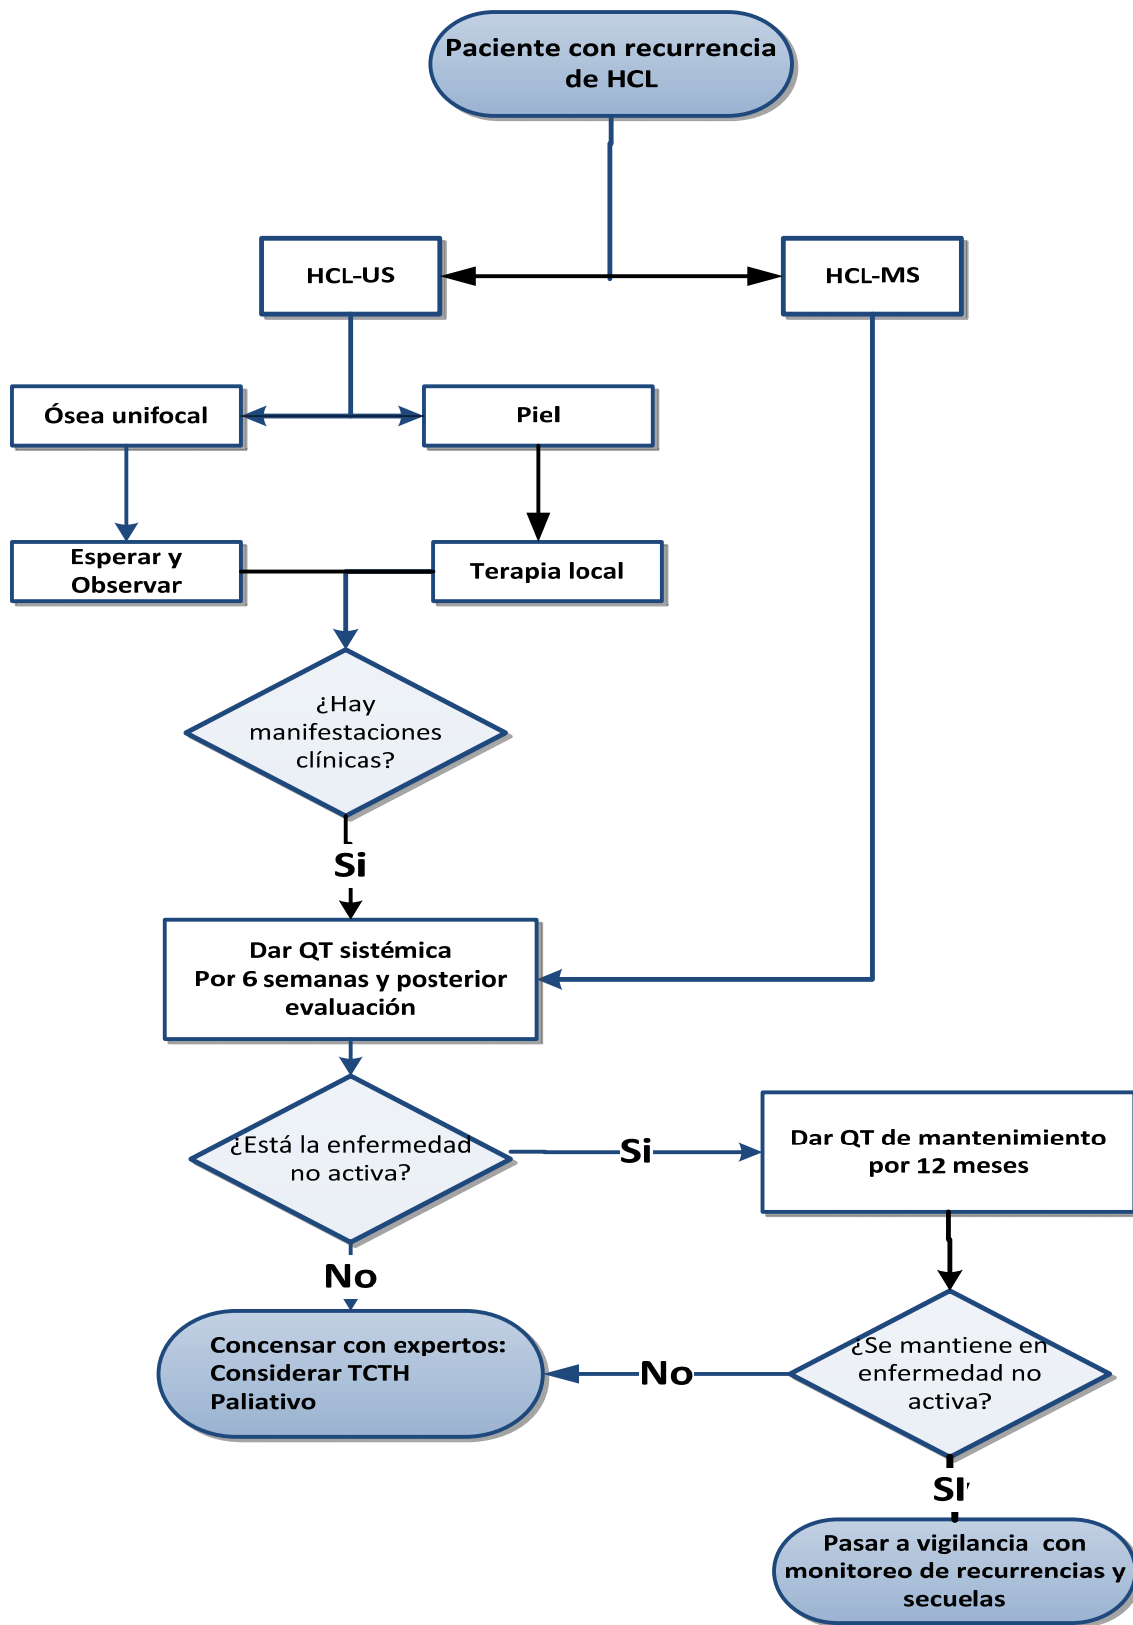 Paciente con recurrencia
de HCL
HCL-US
HCL-MS
Ósea unifocal
Piel
Esperar y
Observar
Terapia local
¿Hay
manifestaciones
clínicas?
Si
Dar QT sistémica
Por 6 semanas y posterior
evaluación
¿Está la enfermedad
no activa?
Si
Dar QT de mantenimiento
por 12 meses
No
Concensar con expertos:
Considerar TCTH
Paliativo
No
¿Se mantiene en
enfermedad no
activa?
SI
Pasar a vigilancia con
monitoreo de recurrencias y
secuelas